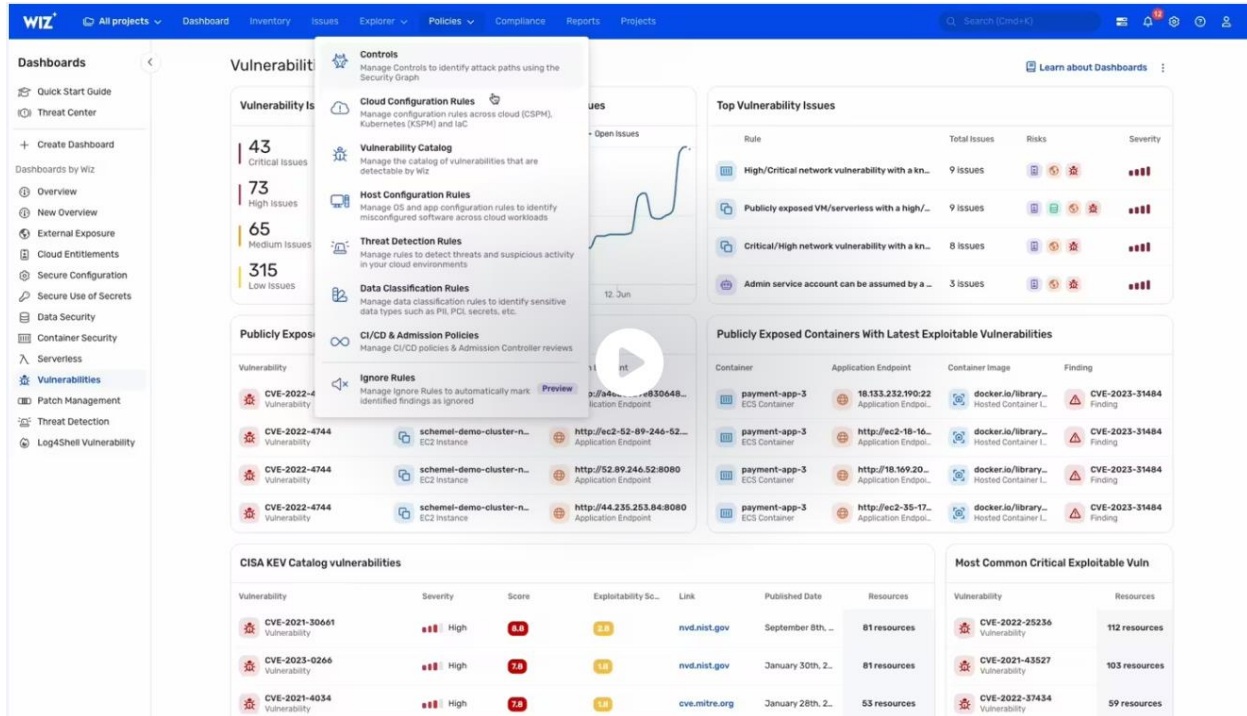 WIZ
All projects
Dashboard
Inventory
Issues
Explorer
Policies
Compliance
Reports
Projects
Search (Cmd+K)
12
Dashboards
Quick Start Guide
Threat Center
Create Dashboard
Dashboards by Wiz
Overview
New Overview
External Exposure
Cloud Entitlements
Secure Configuration
Secure Use of Secrets
Data Security
Container Security
Serverless
Vulnerabilities
Patch Management
Threat Detection
Log4Shell Vulnerability
Controls
Manage Controls to identify attack paths using the
Security Graph
Cloud Configuration Rules
Manage configuration rules across cloud (CSPM),
Kubernetes (KSPM) and IaC
Vulnerability Catalog
Manage the catalog of vulnerabilities that are
detectable by Wiz
Host Configuration Rules
Manage OS and app configuration rules to identify
misconfigured software across cloud workloads
Threat Detection Rules
Manage rules to detect threats and suspicious activity
in your cloud environments
Data Classification Rules
Manage data classification rules to identify sensitive
data types such as PII, PCI, secrets, etc.
CI/CD & Admission Policies
Manage CI/CD policies & Admission Controller reviews
Ignore Rules
Manage Ignore Rules to automatically mark
identified findings as ignored
Preview
Vulnerabiliti
Learn about Dashboards
Vulnerability Is
43
Critical Issues
73
High Issues
65
Medium Issues
315
Low Issues
ues
Open Issues
12. Jun
Top Vulnerability Issues
Rule Total Issues Risks Severity
High/Critical network vulnerability with a kn... 9 issues
Publicly exposed VM/serverless with a high/... 9 issues
Critical/High network vulnerability with a kn... 8 issues
Admin service account can be assumed by a ... 3 issues
Publicly Expos
Vulnerability
CVE-2022-4
Vulnerability
lication Endpoint
CVE-2022-4744 schemel-demo-cluster-n... http://ec2-52-89-246-52....
Vulnerability EC2 Instance Application Endpoint
CVE-2022-4744 schemel-demo-cluster-n... http://52.89.246.52:8080
Vulnerability EC2 Instance Application Endpoint
CVE-2022-4744 schemel-demo-cluster-n... http://44.235.253.84:8080
Vulnerability EC2 Instance Application Endpoint
Publicly Exposed Containers With Latest Exploitable Vulnerabilities
Container Application Endpoint Container Image Finding
payment-app-3 18.133.232.190:22 docker.io/library... CVE-2023-31484
ECS Container Application Endpoi... Hosted Container I... Finding
payment-app-3 http://ec2-18-16... docker.io/library... CVE-2023-31484
ECS Container Application Endpoi... Hosted Container I... Finding
payment-app-3 http://18.169.20... docker.io/library... CVE-2023-31484
ECS Container Application Endpoi... Hosted Container I... Finding
payment-app-3 http://ec2-35-17... docker.io/library... CVE-2023-31484
ECS Container Application Endpoi... Hosted Container I... Finding
CISA KEV Catalog vulnerabilities
Vulnerability Severity Score Exploitability Sc... Link Published Date Resources
CVE-2021-30661 High 8.8 2.8 nvd.nist.gov September 8th, ... 81 resources
Vulnerability
CVE-2023-0266 High 7.8 1.8 nvd.nist.gov January 30th, 2... 81 resources
Vulnerability
CVE-2021-4034 High 7.8 1.8 cve.mitre.org January 28th, 2... 53 resources
Vulnerability
Most Common Critical Exploitable Vuln
Vulnerability Resources
CVE-2022-25236 112 resources
Vulnerability
CVE-2021-43527 103 resources
Vulnerability
CVE-2022-37434 59 resources
Vulnerability